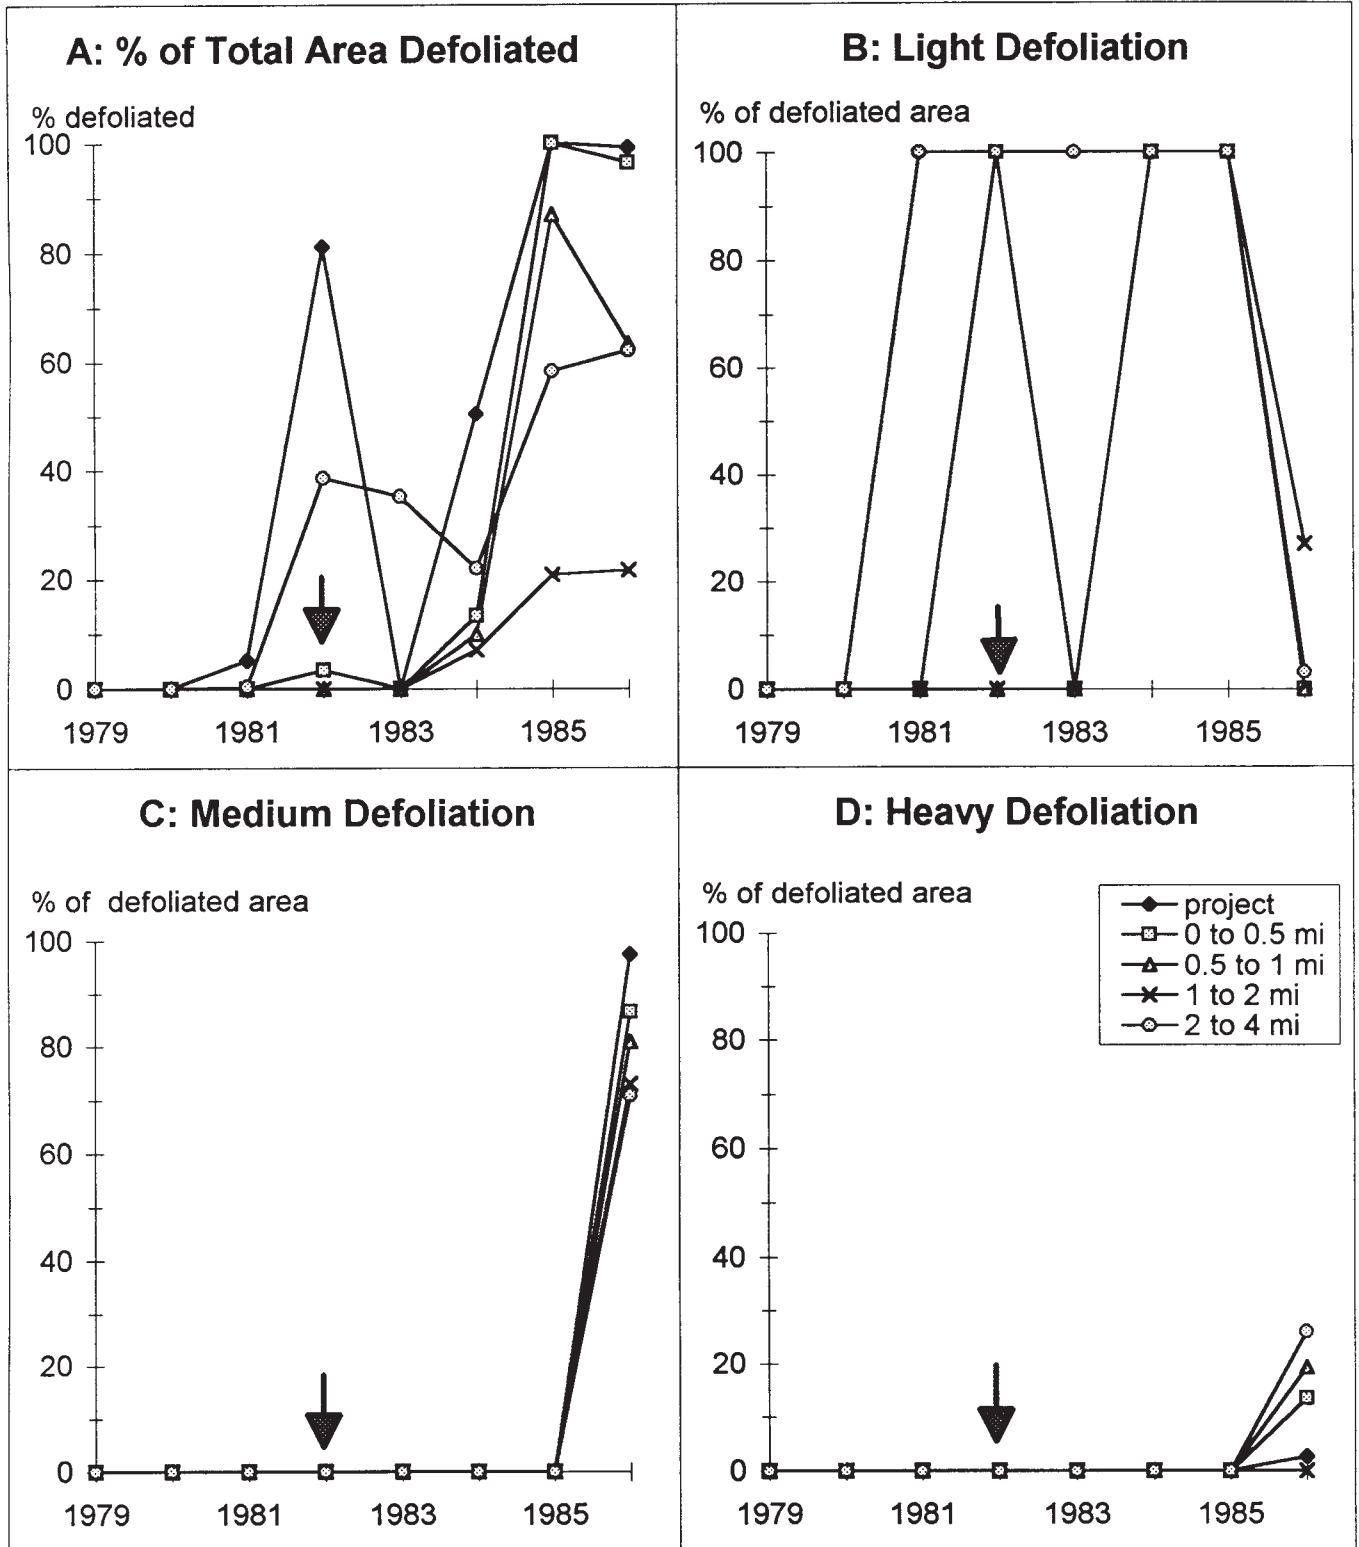 A: % of Total Area Defoliated
% defoliated
100
80
60
40
20
0
1979 1981 1983 1985
B: Light Defoliation
% of defoliated area
100
80
60
40
20
0
1979 1981 1983 1985
C: Medium Defoliation
% of defoliated area
100
80
60
40
20
0
1979 1981 1983 1985
D: Heavy Defoliation
% of defoliated area
100
80
60
40
20
0
1979 1981 1983 1985
project
0 to 0.5 mi
0.5 to 1 mi
1 to 2 mi
2 to 4 mi